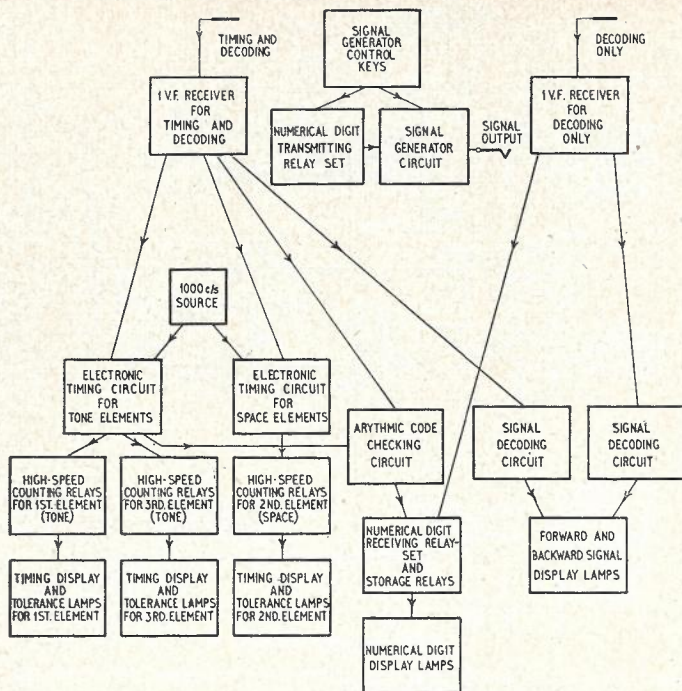 TIMING AND
DECODING
SIGNAL
GENERATOR
CONTROL
KEYS
DECODING
ONLY
1 V.F. RECEIVER
FOR
TIMING AND
DECODING
NUMERICAL DIGIT
TRANSMITTING
RELAY SET
SIGNAL
GENERATOR
CIRCUIT
SIGNAL
OUTPUT
1 V.F. RECEIVER
FOR
DECODING
ONLY
1000 c/s
SOURCE
ELECTRONIC
TIMING CIRCUIT
FOR
TONE ELEMENTS
ELECTRONIC
TIMING CIRCUIT
FOR
SPACE ELEMENTS
ARYTHMIC CODE
CHECKING
CIRCUIT
SIGNAL
DECODING
CIRCUIT
SIGNAL
DECODING
CIRCUIT
HIGH-SPEED
COUNTING RELAYS
FOR 1ST. ELEMENT
(TONE)
HIGH-SPEED
COUNTING RELAYS
FOR 3RD. ELEMENT
(TONE)
HIGH-SPEED
COUNTING RELAYS
FOR 2ND. ELEMENT
(SPACE)
NUMERICAL DIGIT
RECEIVING RELAY-
SET
AND
STORAGE RELAYS
FORWARD AND
BACKWARD SIGNAL
DISPLAY LAMPS
TIMING DISPLAY
AND
TOLERANCE LAMPS
FOR 1ST. ELEMENT
TIMING DISPLAY
AND
TOLERANCE LAMPS
FOR 3RD. ELEMENT
TIMING DISPLAY
AND
TOLERANCE LAMPS
FOR 2ND. ELEMENT
NUMERICAL DIGIT
DISPLAY LAMPS